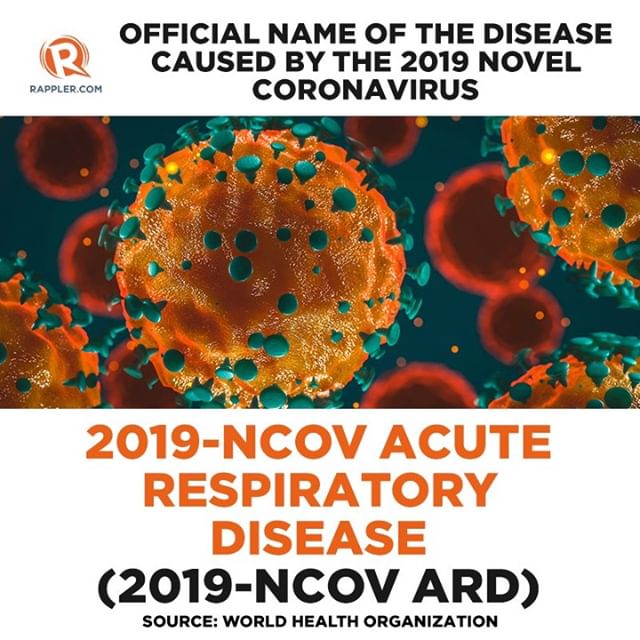 OFFICIAL NAME OF THE DISEASE
CAUSED BY THE 2019 NOVEL
CORONAVIRUS
R
RAPPLER.COM
2019-NCOV ACUTE
RESPIRATORY
DISEASE
(2019-NCOV ARD)
SOURCE: WORLD HEALTH ORGANIZATION